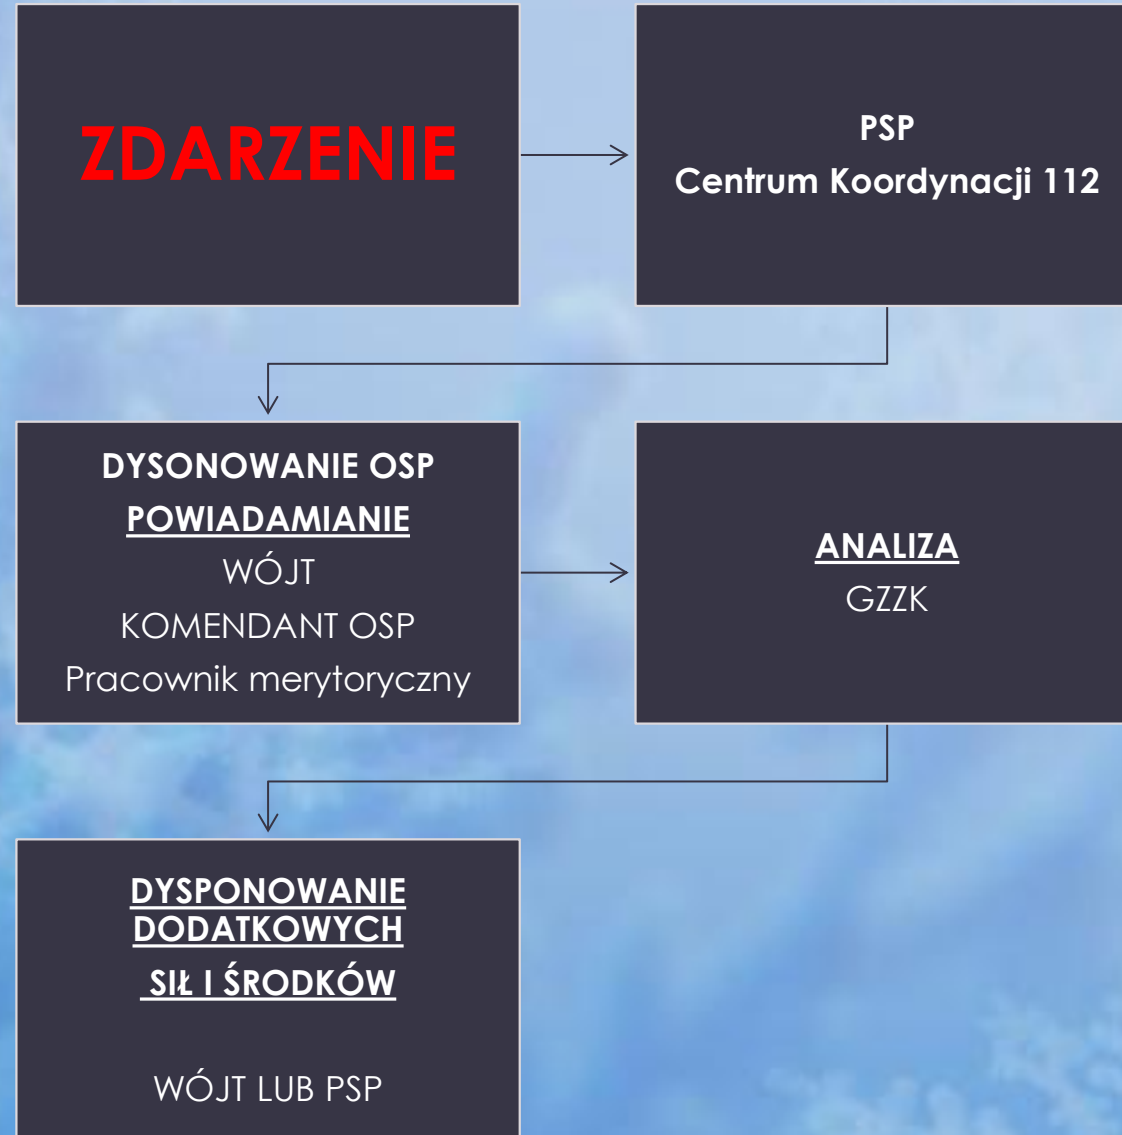 ZDARZENIE
PSP
Centrum Koordynacji 112
DYSONOWANIE OSP
POWIADAMIANIE
WÓJT
KOMENDANT OSP
Pracownik merytoryczny
ANALIZA
GZZK
DYSPONOWANIE
DODATKOWYCH
SIŁ I ŚRODKÓW
WÓJT LUB PSP